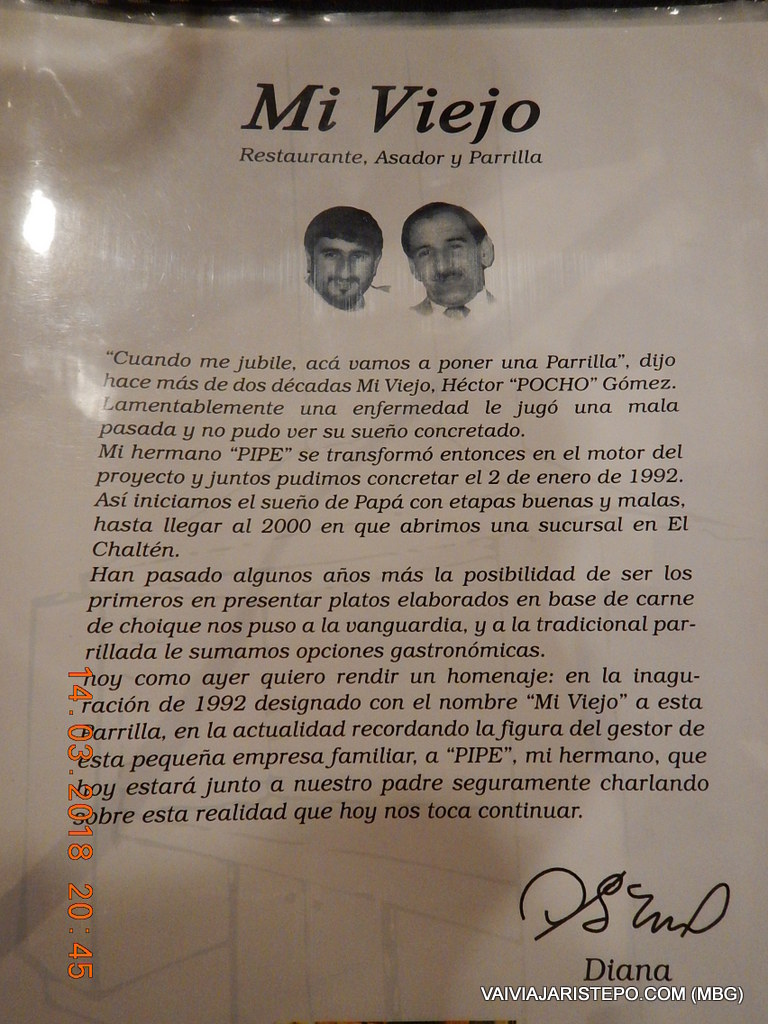 Mi Viejo
Restaurante, Asador y Parrilla
“Cuando me jubile, acá vamos a poner una Parrilla”, dijo
hace más de dos décadas Mi Viejo, Héctor “POCHO” Gómez.
Lamentablemente una enfermedad le jugó una mala
pasada y no pudo ver su sueño concretado.
Mi hermano “PIPE” se transformó entonces en el motor del
proyecto y juntos pudimos concretar el 2 de enero de 1992.
Así iniciamos el sueño de Papá con etapas buenas y malas,
hasta llegar al 2000 en que abrimos una sucursal en El
Chaltén.
Han pasado algunos años más la posibilidad de ser los
primeros en presentar platos elaborados en base de carne
de choique nos puso a la vanguardia, y a la tradicional par-
rillada le sumamos opciones gastronómicas.
hoy como ayer quiero rendir un homenaje: en la inagu-
ración de 1992 designado con el nombre “Mi Viejo” a esta
Parrilla, en la actualidad recordando la figura del gestor de
esta pequeña empresa familiar, a “PIPE”, mi hermano, que
hoy estará junto a nuestro padre seguramente charlando
sobre esta realidad que hoy nos toca continuar.
Diana
14.03.2018 20:45
VAIVIAJARISTEPO.COM (MBG)